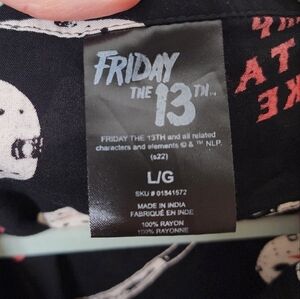 FRIDAY
THE 13TH™
FRIDAY THE 13TH and all related
characters and elements © & ™ NLP.
(s22)
L/G
SKU # 01541572
MADE IN INDIA
FABRIQUÉ EN INDE
100% RAYON
100% RAYONNE